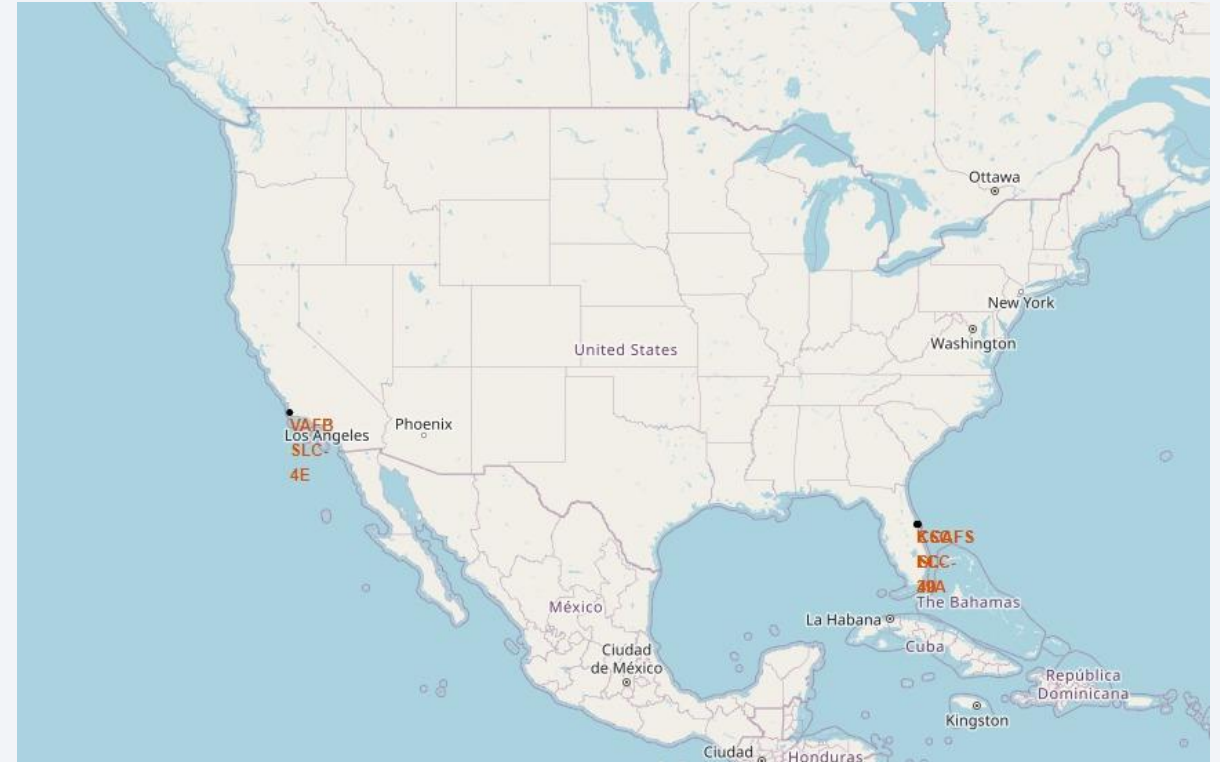 Ottawa
New York
Washington
United States
Phoenix
VAFB
Los Angeles
SLC-
4E
The Bahamas
México
La Habana
Cuba
Ciudad
de México
República
Dominicana
Kingston
Ciudad
Honduras